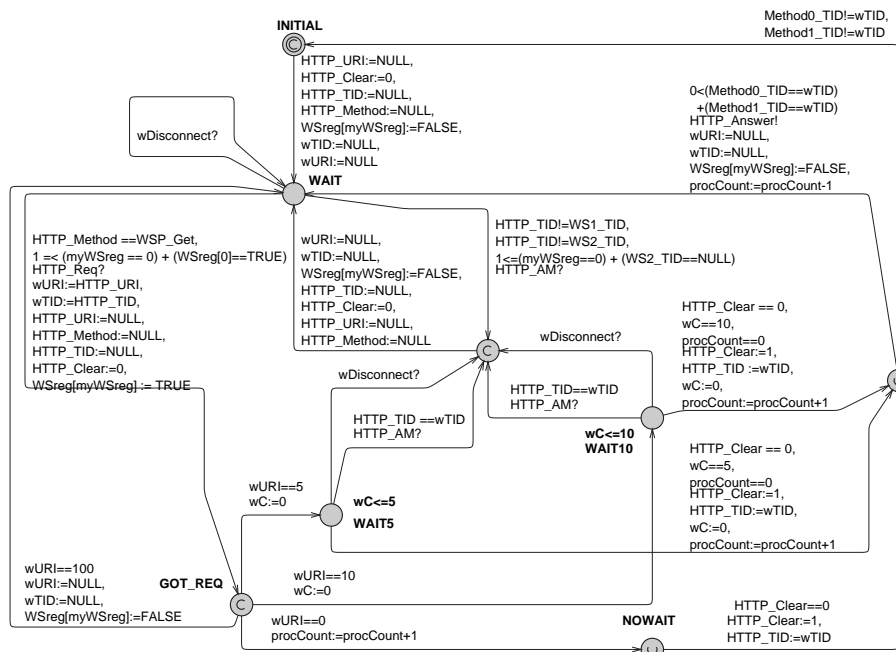 INITIAL
Method0_TID!=wTID,
Method1_TID!=wTID
HTTP_URI:=NULL,
HTTP_Clear:=0,
HTTP_TID:=NULL,
HTTP_Method:=NULL,
WSreg[myWSreg]:=FALSE,
wTID:=NULL,
wURI:=NULL
0<(Method0_TID==wTID)
+(Method1_TID==wTID)
HTTP_Answer!
wURI:=NULL,
wTID:=NULL,
WSreg[myWSreg]:=FALSE,
procCount:=procCount-1
wDisconnect?
WAIT
HTTP_Method ==WSP_Get,
1 =< (myWSreg == 0) + (WSreg[0]==TRUE)
HTTP_Req?
wURI:=HTTP_URI,
wTID:=HTTP_TID,
HTTP_URI:=NULL,
HTTP_Method:=NULL,
HTTP_TID:=NULL,
HTTP_Clear:=0,
WSreg[myWSreg] := TRUE
wURI:=NULL,
wTID:=NULL,
WSreg[myWSreg]:=FALSE,
HTTP_TID:=NULL,
HTTP_Clear:=0,
HTTP_URI:=NULL,
HTTP_Method:=NULL
HTTP_TID!=WS1_TID,
HTTP_TID!=WS2_TID,
1<=(myWSreg==0) + (WS2_TID==NULL)
HTTP_AM?
HTTP_Clear == 0,
wC==10,
procCount==0
HTTP_Clear:=1,
HTTP_TID :=wTID,
wC:=0,
procCount:=procCount+1
wDisconnect?
wDisconnect?
HTTP_TID==wTID
HTTP_AM?
HTTP_TID ==wTID
HTTP_AM?
wC<=10
WAIT10
HTTP_Clear == 0,
wC==5,
procCount==0
HTTP_Clear:=1,
HTTP_TID:=wTID,
wC:=0,
procCount:=procCount+1
wURI==5
wC:=0
wC<=5
WAIT5
wURI==100
wURI:=NULL,
wTID:=NULL,
WSreg[myWSreg]:=FALSE
GOT_REQ
wURI==10
wC:=0
wURI==0
procCount:=procCount+1
NOWAIT
HTTP_Clear==0
HTTP_Clear:=1,
HTTP_TID:=wTID